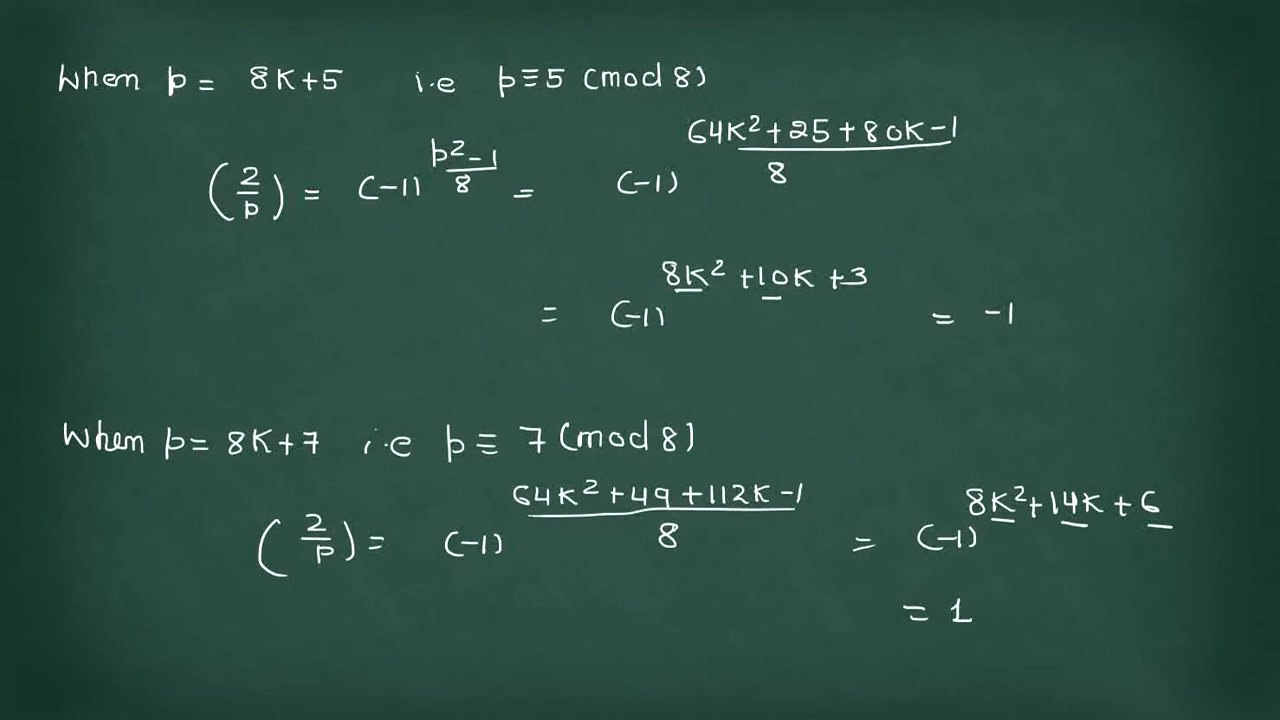 When p = 8K+5 i.e p≡5 (mod 8)
(2/p) = (-1)^((p²-1)/8) = (-1)^((64K²+25+80K-1)/8)
= (-1)^(8K²+10K+3) = -1
When p= 8K+7 i.e p≡ 7 (mod 8)
(2/p) = (-1)^((64K²+49+112K-1)/8) = (-1)^(8K²+14K+6)
= 1